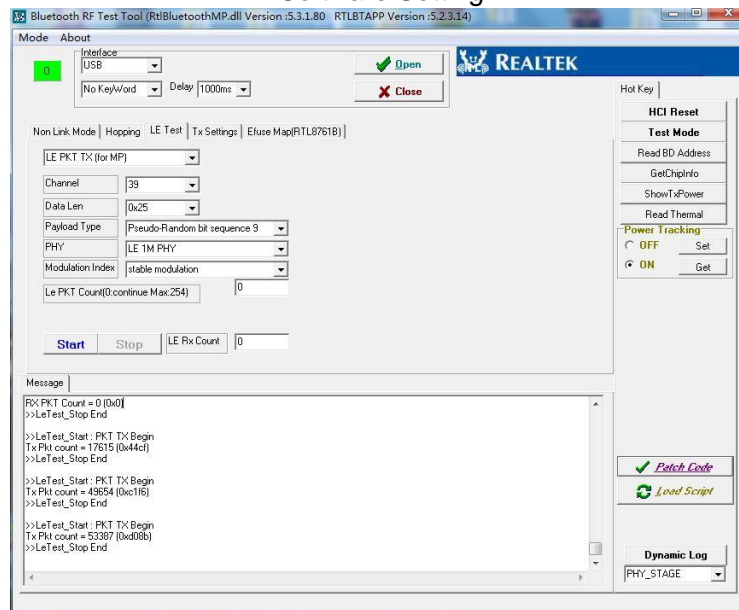 Software Setting
Bluetooth RF Test Tool (RtlBluetoothMP.dll Version :5.3.1.80 RTLBTAPP Version :5.2.3.14)
Mode About
0
Interface
USB
No KeyWord
Delay
1000ms
Open
Close
REALTEK
Non Link Mode
Hopping
LE Test
Tx Settings
Efuse Map(RTL8761B)
LE PKT TX (for MP)
Channel
39
Data Len
0x25
Payload Type
Pseudo-Random bit sequence 9
PHY
LE 1M PHY
Modulation Index
stable modulation
Le PKT Count(0:continue Max:254)
0
Start
Stop
LE Rx Count
0
Hot Key
HCI Reset
Test Mode
Read BD Address
GetChipInfo
ShowTxPower
Read Thermal
Power Tracking
OFF
Set
ON
Get
Message
RX PKT Count = 0 (0x0)
>>LeTest_Stop End
>>LeTest_Start : PKT TX Begin
Tx Pkt count = 17615 (0x44cf)
>>LeTest_Stop End
>>LeTest_Start : PKT TX Begin
Tx Pkt count = 49654 (0xc1f6)
>>LeTest_Stop End
>>LeTest_Start : PKT TX Begin
Tx Pkt count = 53387 (0xd08b)
>>LeTest_Stop End
Patch Code
Load Script
Dynamic Log
PHY_STAGE